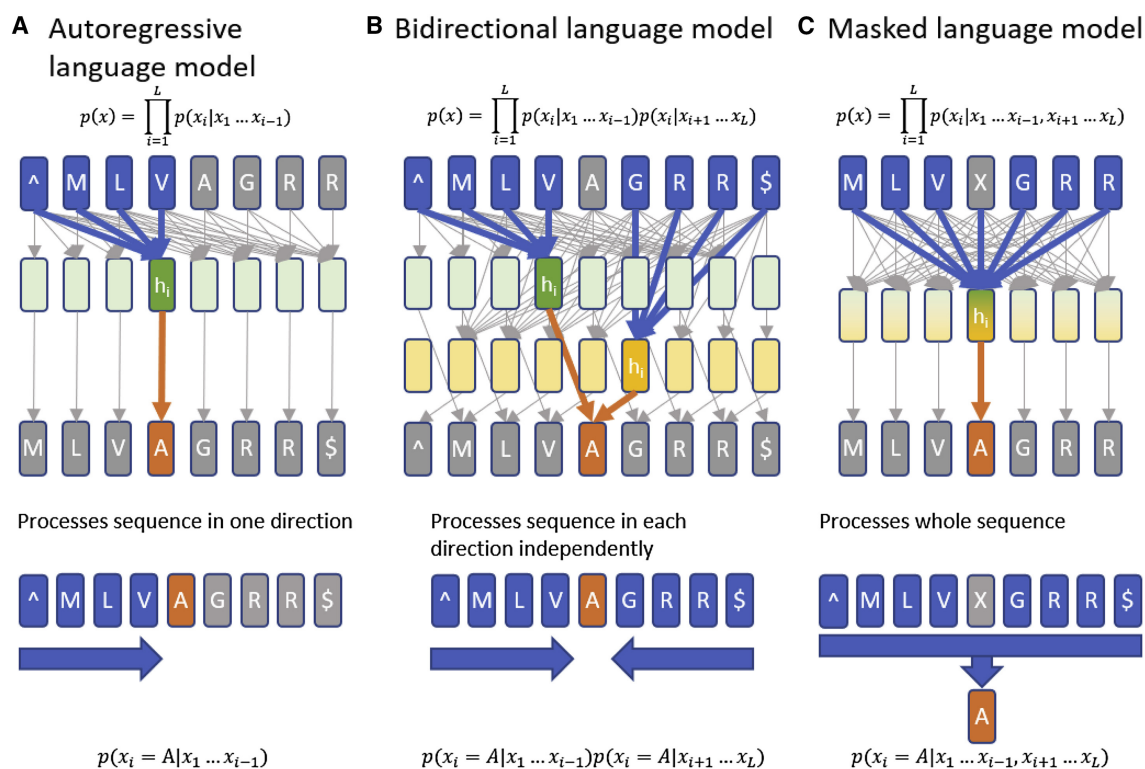 A Autoregressive
language model
p(x) = ∏_{i=1}^{L} p(x_i|x_1 … x_{i−1})
^ M L V A G R R
h_i
M L V A G R R $
Processes sequence in one direction
^ M L V A G R R $
p(x_i = A|x_1 … x_{i−1})
B Bidirectional language model
p(x) = ∏_{i=1}^{L} p(x_i|x_1 … x_{i−1})p(x_i|x_{i+1} … x_L)
^ M L V A G R R $
h_i
h_i
^ M L V A G R R $
Processes sequence in each
direction independently
^ M L V A G R R $
p(x_i = A|x_1 … x_{i−1})p(x_i = A|x_{i+1} … x_L)
C Masked language model
p(x) = ∏_{i=1}^{L} p(x_i|x_1 … x_{i−1}, x_{i+1} … x_L)
M L V X G R R
h_i
M L V A G R R
Processes whole sequence
^ M L V X G R R $
A
p(x_i = A|x_1 … x_{i−1}, x_{i+1} … x_L)